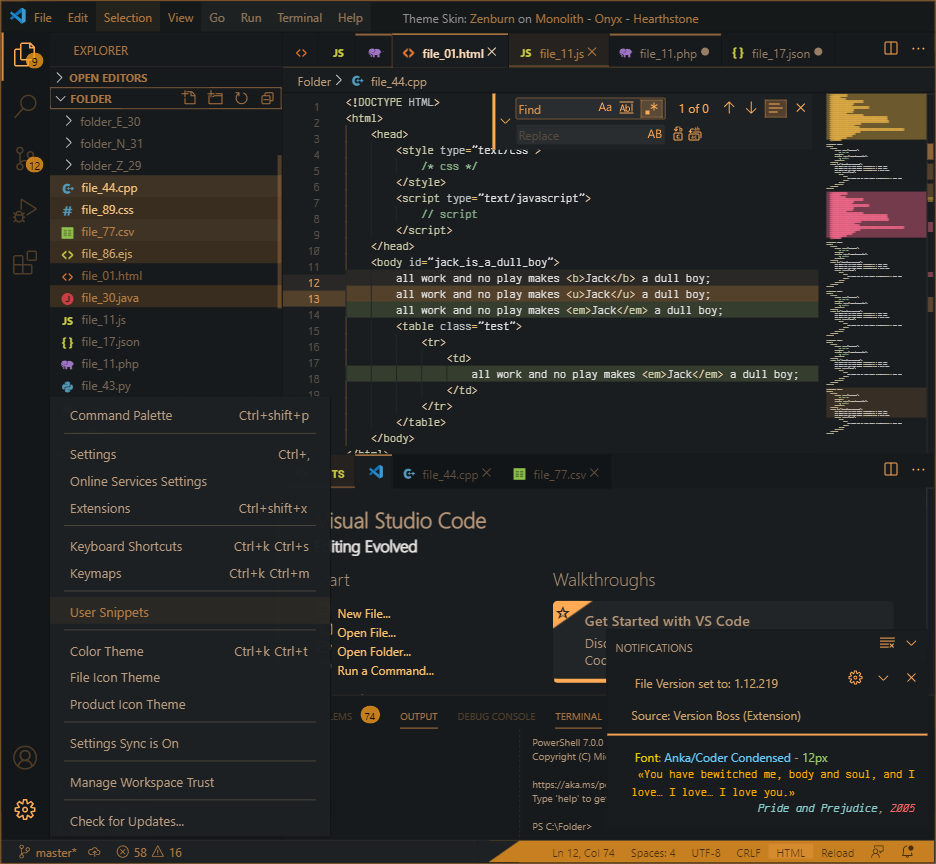 File Edit Selection View Go Run Terminal Help Theme Skin: Zenburn on Monolith - Onyx - Hearthstone
9
EXPLORER
JS
file_01.html
JS file_11.js
file_11.php
{} file_17.json
OPEN EDITORS
Folder > file_44.cpp
FOLDER
folder_E_30
folder_N_31
folder_Z_29
12
file_44.cpp
# file_89.css
file_77.csv
file_86.ejs
file_01.html
file_30.java
JS file_11.js
{} file_17.json
file_11.php
file_43.py
Find Aa Abl .* 1 of 0
Replace AB
1 <!DOCTYPE HTML>
2 <html>
3 <head>
4 <style type="text/css">
5 /* css */
6 </style>
7 <script type="text/javascript">
8 // script
9 </script>
10 </head>
11 <body id="jack_is_a_dull_boy">
12 all work and no play makes <b>Jack</b> a dull boy;
13 all work and no play makes <u>Jack</u> a dull boy;
14 all work and no play makes <em>Jack</em> a dull boy;
15 <table class="test">
16 <tr>
17 <td>
18 all work and no play makes <em>Jack</em> a dull boy;
</td>
</tr>
</table>
</body>
</html>
Command Palette Ctrl+shift+p
Settings Ctrl+,
Online Services Settings
Extensions Ctrl+shift+x
Keyboard Shortcuts Ctrl+k Ctrl+s
Keymaps Ctrl+k Ctrl+m
User Snippets
Color Theme Ctrl+k Ctrl+t
File Icon Theme
Product Icon Theme
Settings Sync is On
Manage Workspace Trust
Check for Updates...
TS
file_44.cpp
file_77.csv
isual Studio Code
iting Evolved
art
New File...
Open File...
Open Folder...
Run a Command...
Walkthroughs
Get Started with VS Code
Disc
Coc
NOTIFICATIONS
File Version set to: 1.12.219
Source: Version Boss (Extension)
Font: Anka/Coder Condensed - 12px
«You have bewitched me, body and soul, and I
love… I love… I love you.»
Pride and Prejudice, 2005
LEMS 74 OUTPUT DEBUG CONSOLE TERMINAL
PowerShell 7.0.0
Copyright (C) Mi
https://aka.ms/p
Type 'help' to ge
PS C:\Folder>
master* 58 16 Ln 12, Col 74 Spaces: 4 UTF-8 CRLF HTML Reload